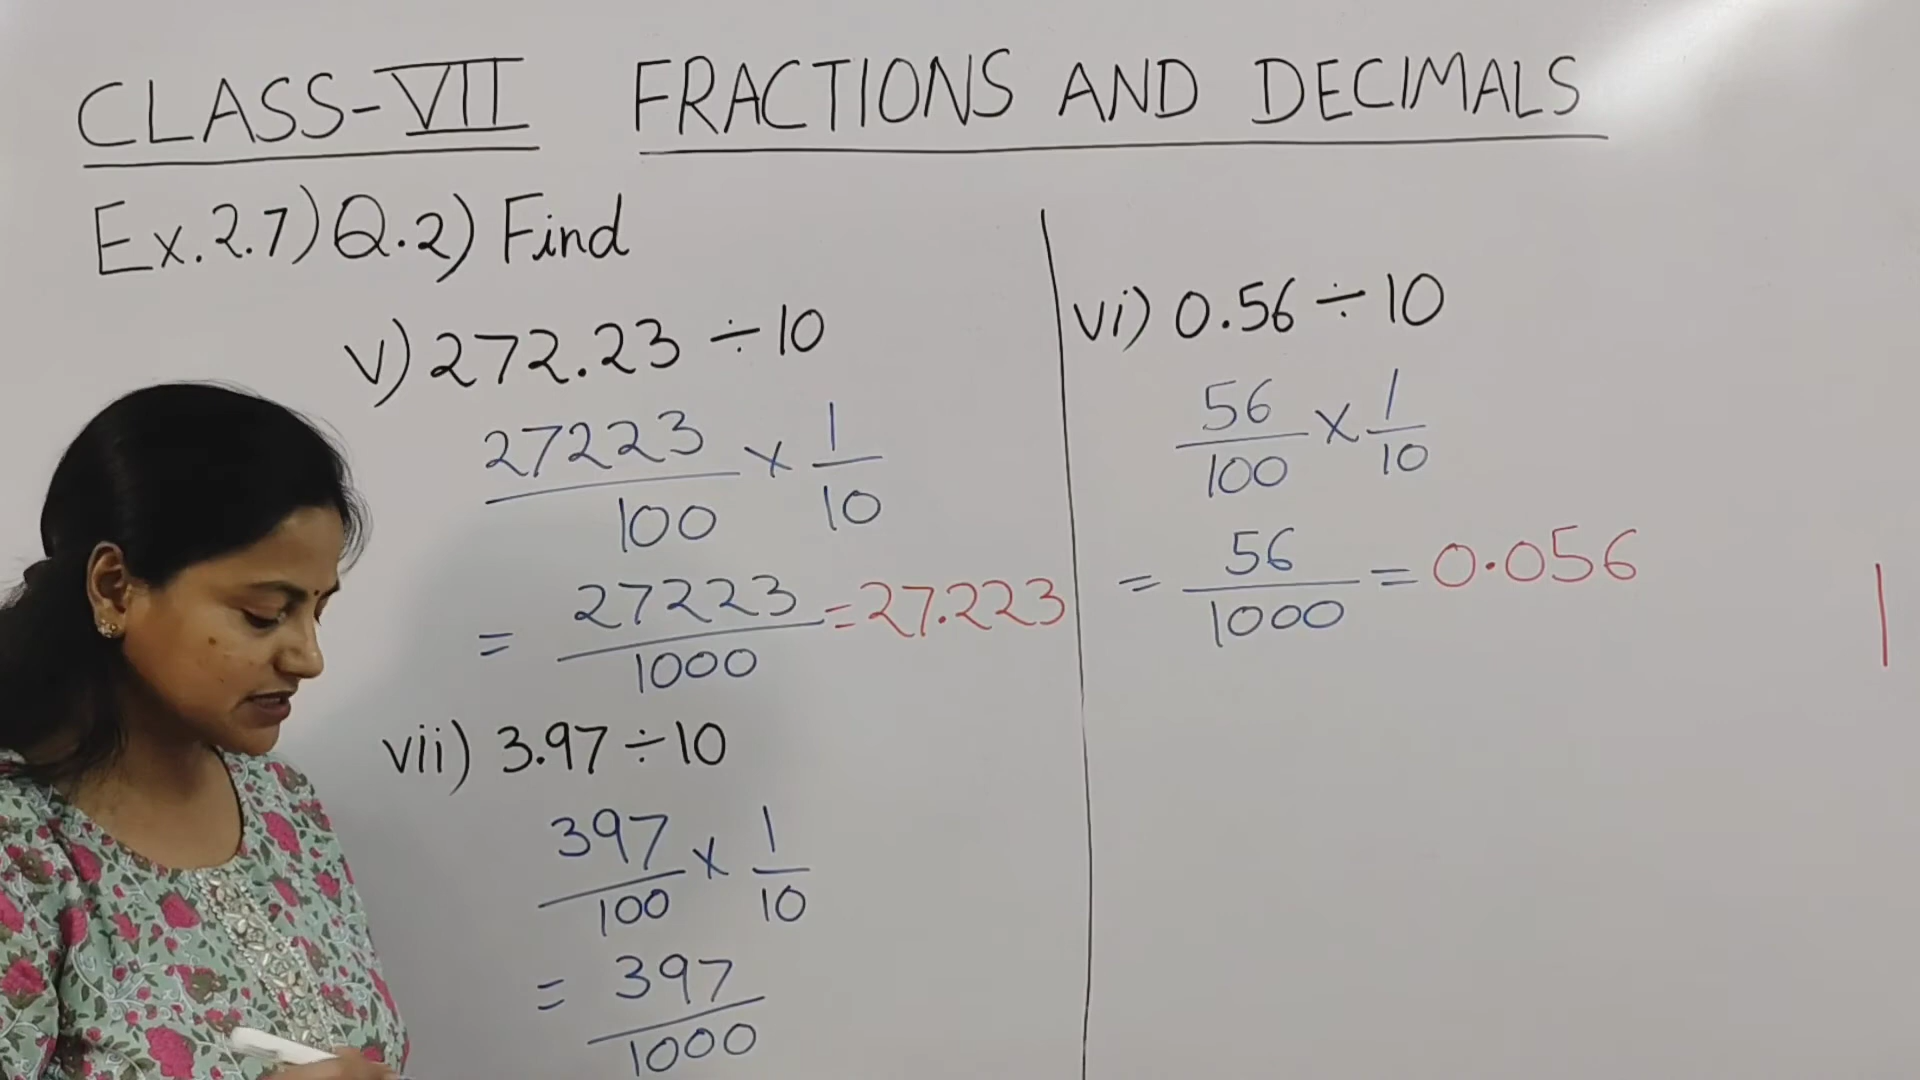 CLASS-VII FRACTIONS AND DECIMALS
Ex.2.7) Q.2) Find
v) 272.23 ÷ 10
27223/100 × 1/10
= 27223/1000 = 27.223
vii) 3.97 ÷ 10
397/100 × 1/10
= 397/1000
vi) 0.56 ÷ 10
56/100 × 1/10
= 56/1000 = 0.056